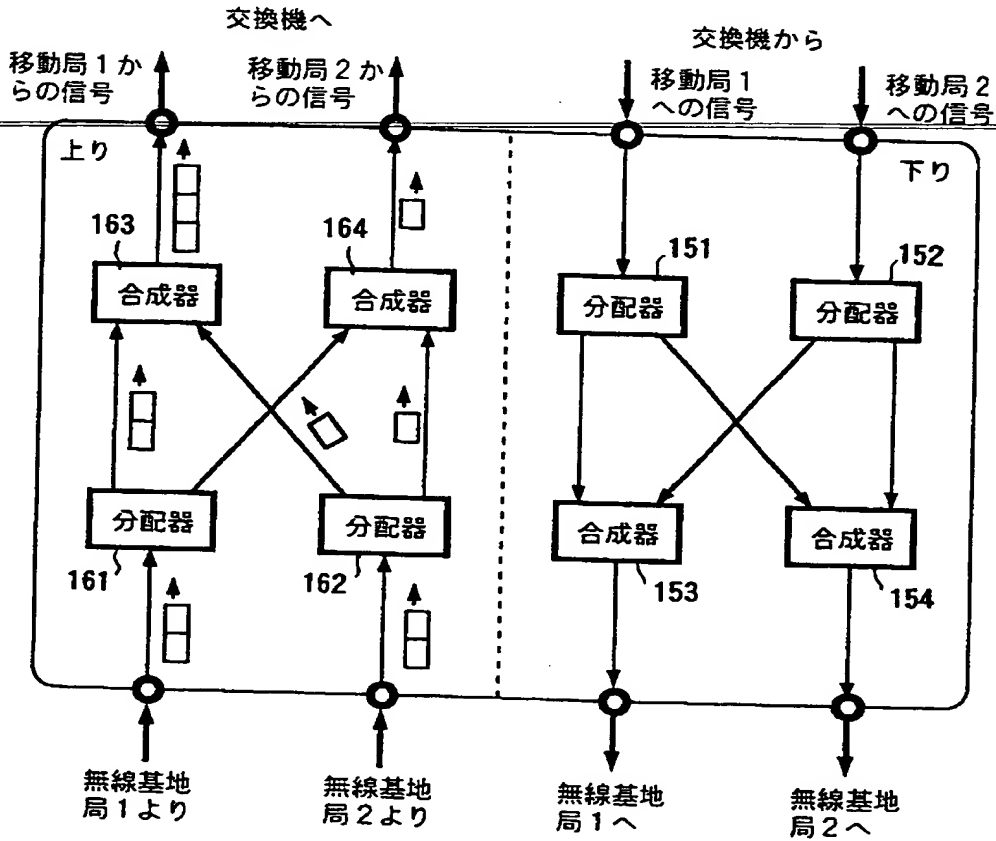 交換機へ
交換機から
移動局1か
らの信号
移動局2か
らの信号
移動局1
への信号
移動局2
への信号
上り
下り
163
合成器
164
合成器
151
分配器
152
分配器
分配器
161
分配器
162
合成器
153
合成器
154
無線基地
局1より
無線基地
局2より
無線基地
局1へ
無線基地
局2へ